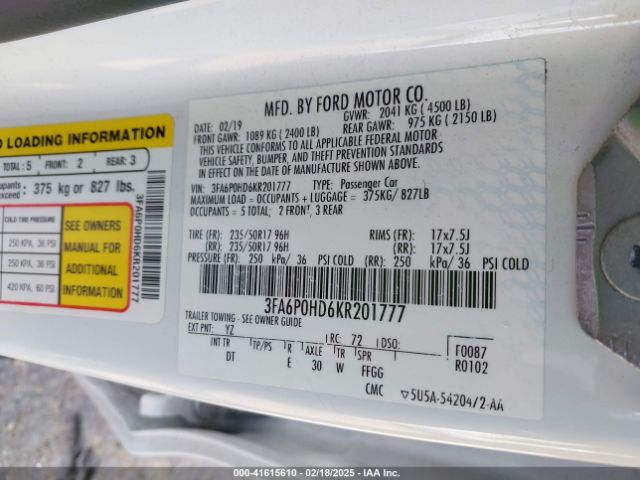 O LOADING INFORMATION
TOTAL: 5 FRONT: 2 REAR: 3
pants exceed: 375 kg or 827 lbs.
COLD TIRE PRESSURE
250 KPA, 36 PSI
250 KPA, 36 PSI
420 KPA, 60 PSI
SEE OWNERS
MANUAL FOR
ADDITIONAL
INFORMATION
3FA6P0HD6KR201777
MFD. BY FORD MOTOR CO.
02/19 GVWR: 2041 KG ( 4500 LB)
FRONT GAWR: 1089 KG ( 2400 LB) REAR GAWR: 975 KG ( 2150 LB)
THIS VEHICLE CONFORMS TO ALL APPLICABLE FEDERAL MOTOR
VEHICLE SAFETY, BUMPER, AND THEFT PREVENTION STANDARDS
IN EFFECT ON THE DATE OF MANUFACTURE SHOWN ABOVE.
VIN: 3FA6P0HD6KR201777 TYPE: Passenger Car
MAXIMUM LOAD = OCCUPANTS + LUGGAGE = 375KG/ 827LB
OCCUPANTS = 5 TOTAL; 2 FRONT, 3 REAR
TIRE (FR): 235/50R17 96H RIMS (FR): 17x7.5J
(RR): 235/50R17 96H (RR): 17x7.5J
PRESSURE (FR): 250 kPa/ 36 PSI COLD (RR): 250 kPa/ 36 PSI COLD
3FA6P0HD6KR201777
TRAILER TOWING - SEE OWNER GUIDE
EXT PNT: YZ RC: 72 DSO: F0087
INT TR TP/PS R AXLE TR SPR R0102
DT E 30 W FFGG
CMC 5U5A-54204/2-AA
00-41615610 - 02/18/2025 - IAA Inc.